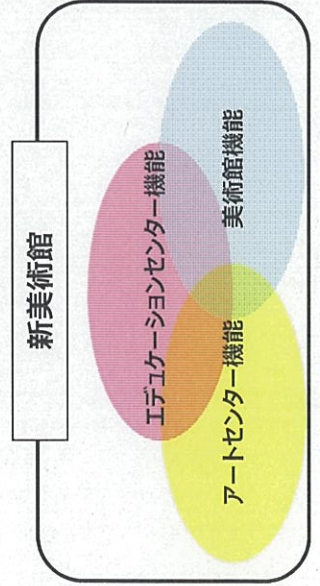 新美術館
エデュケーションセンター機能
アートセンター機能
美術館機能